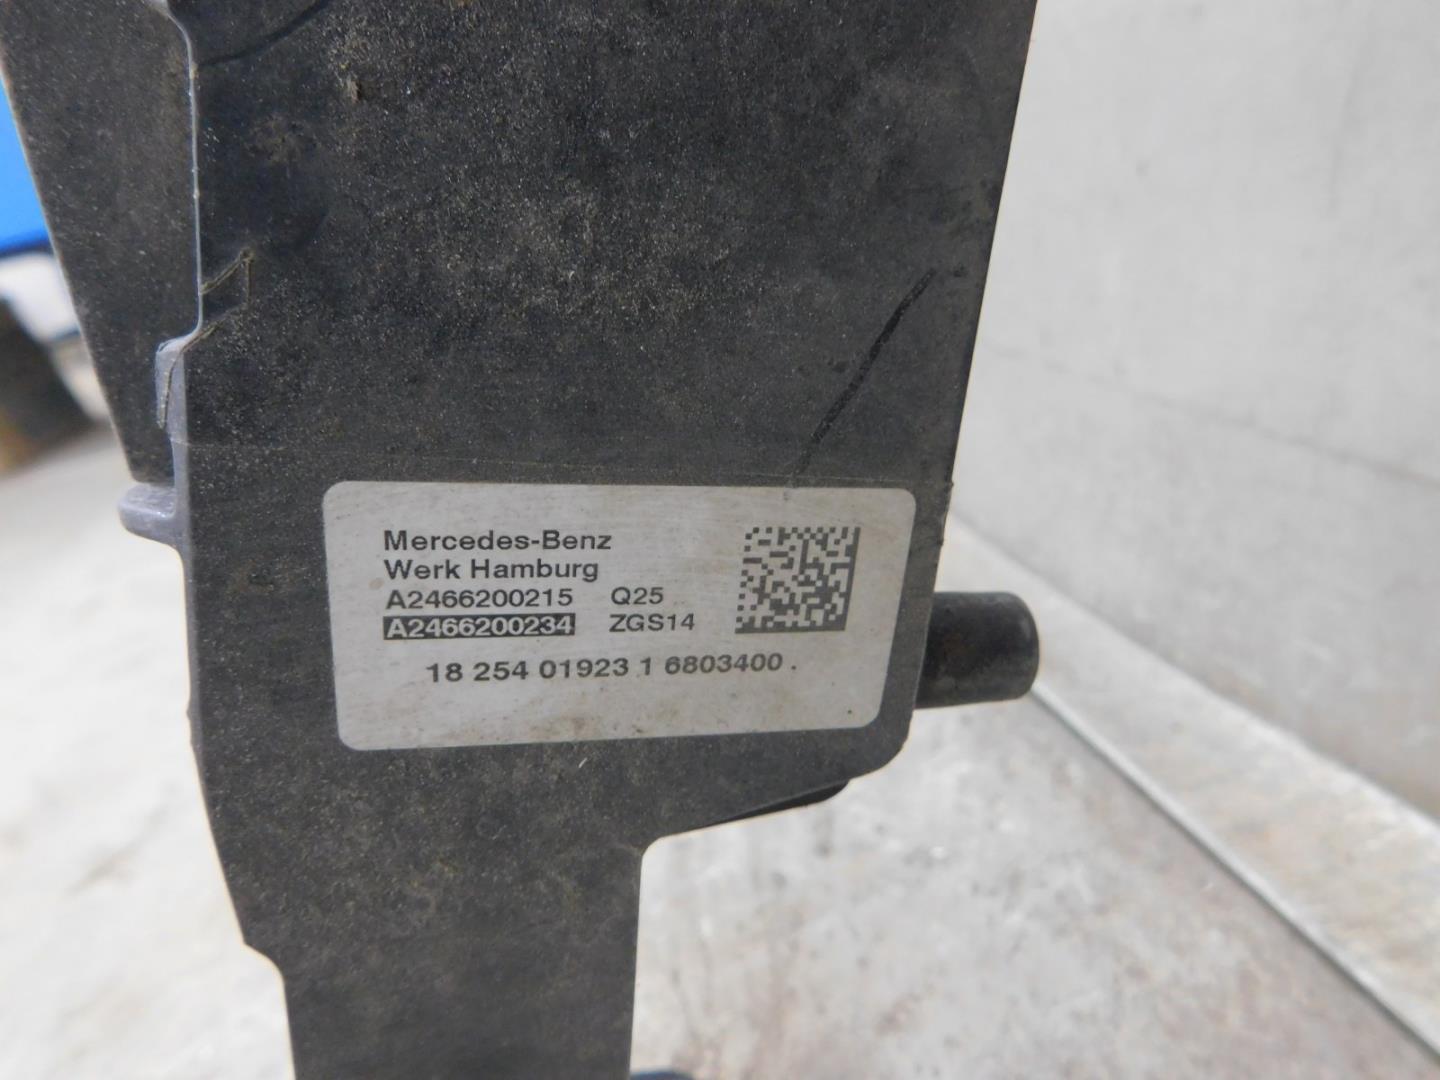 Mercedes-Benz
Werk Hamburg
A2466200215 Q25
A2466200234 ZGS14
18 254 01923 1 6803400 .